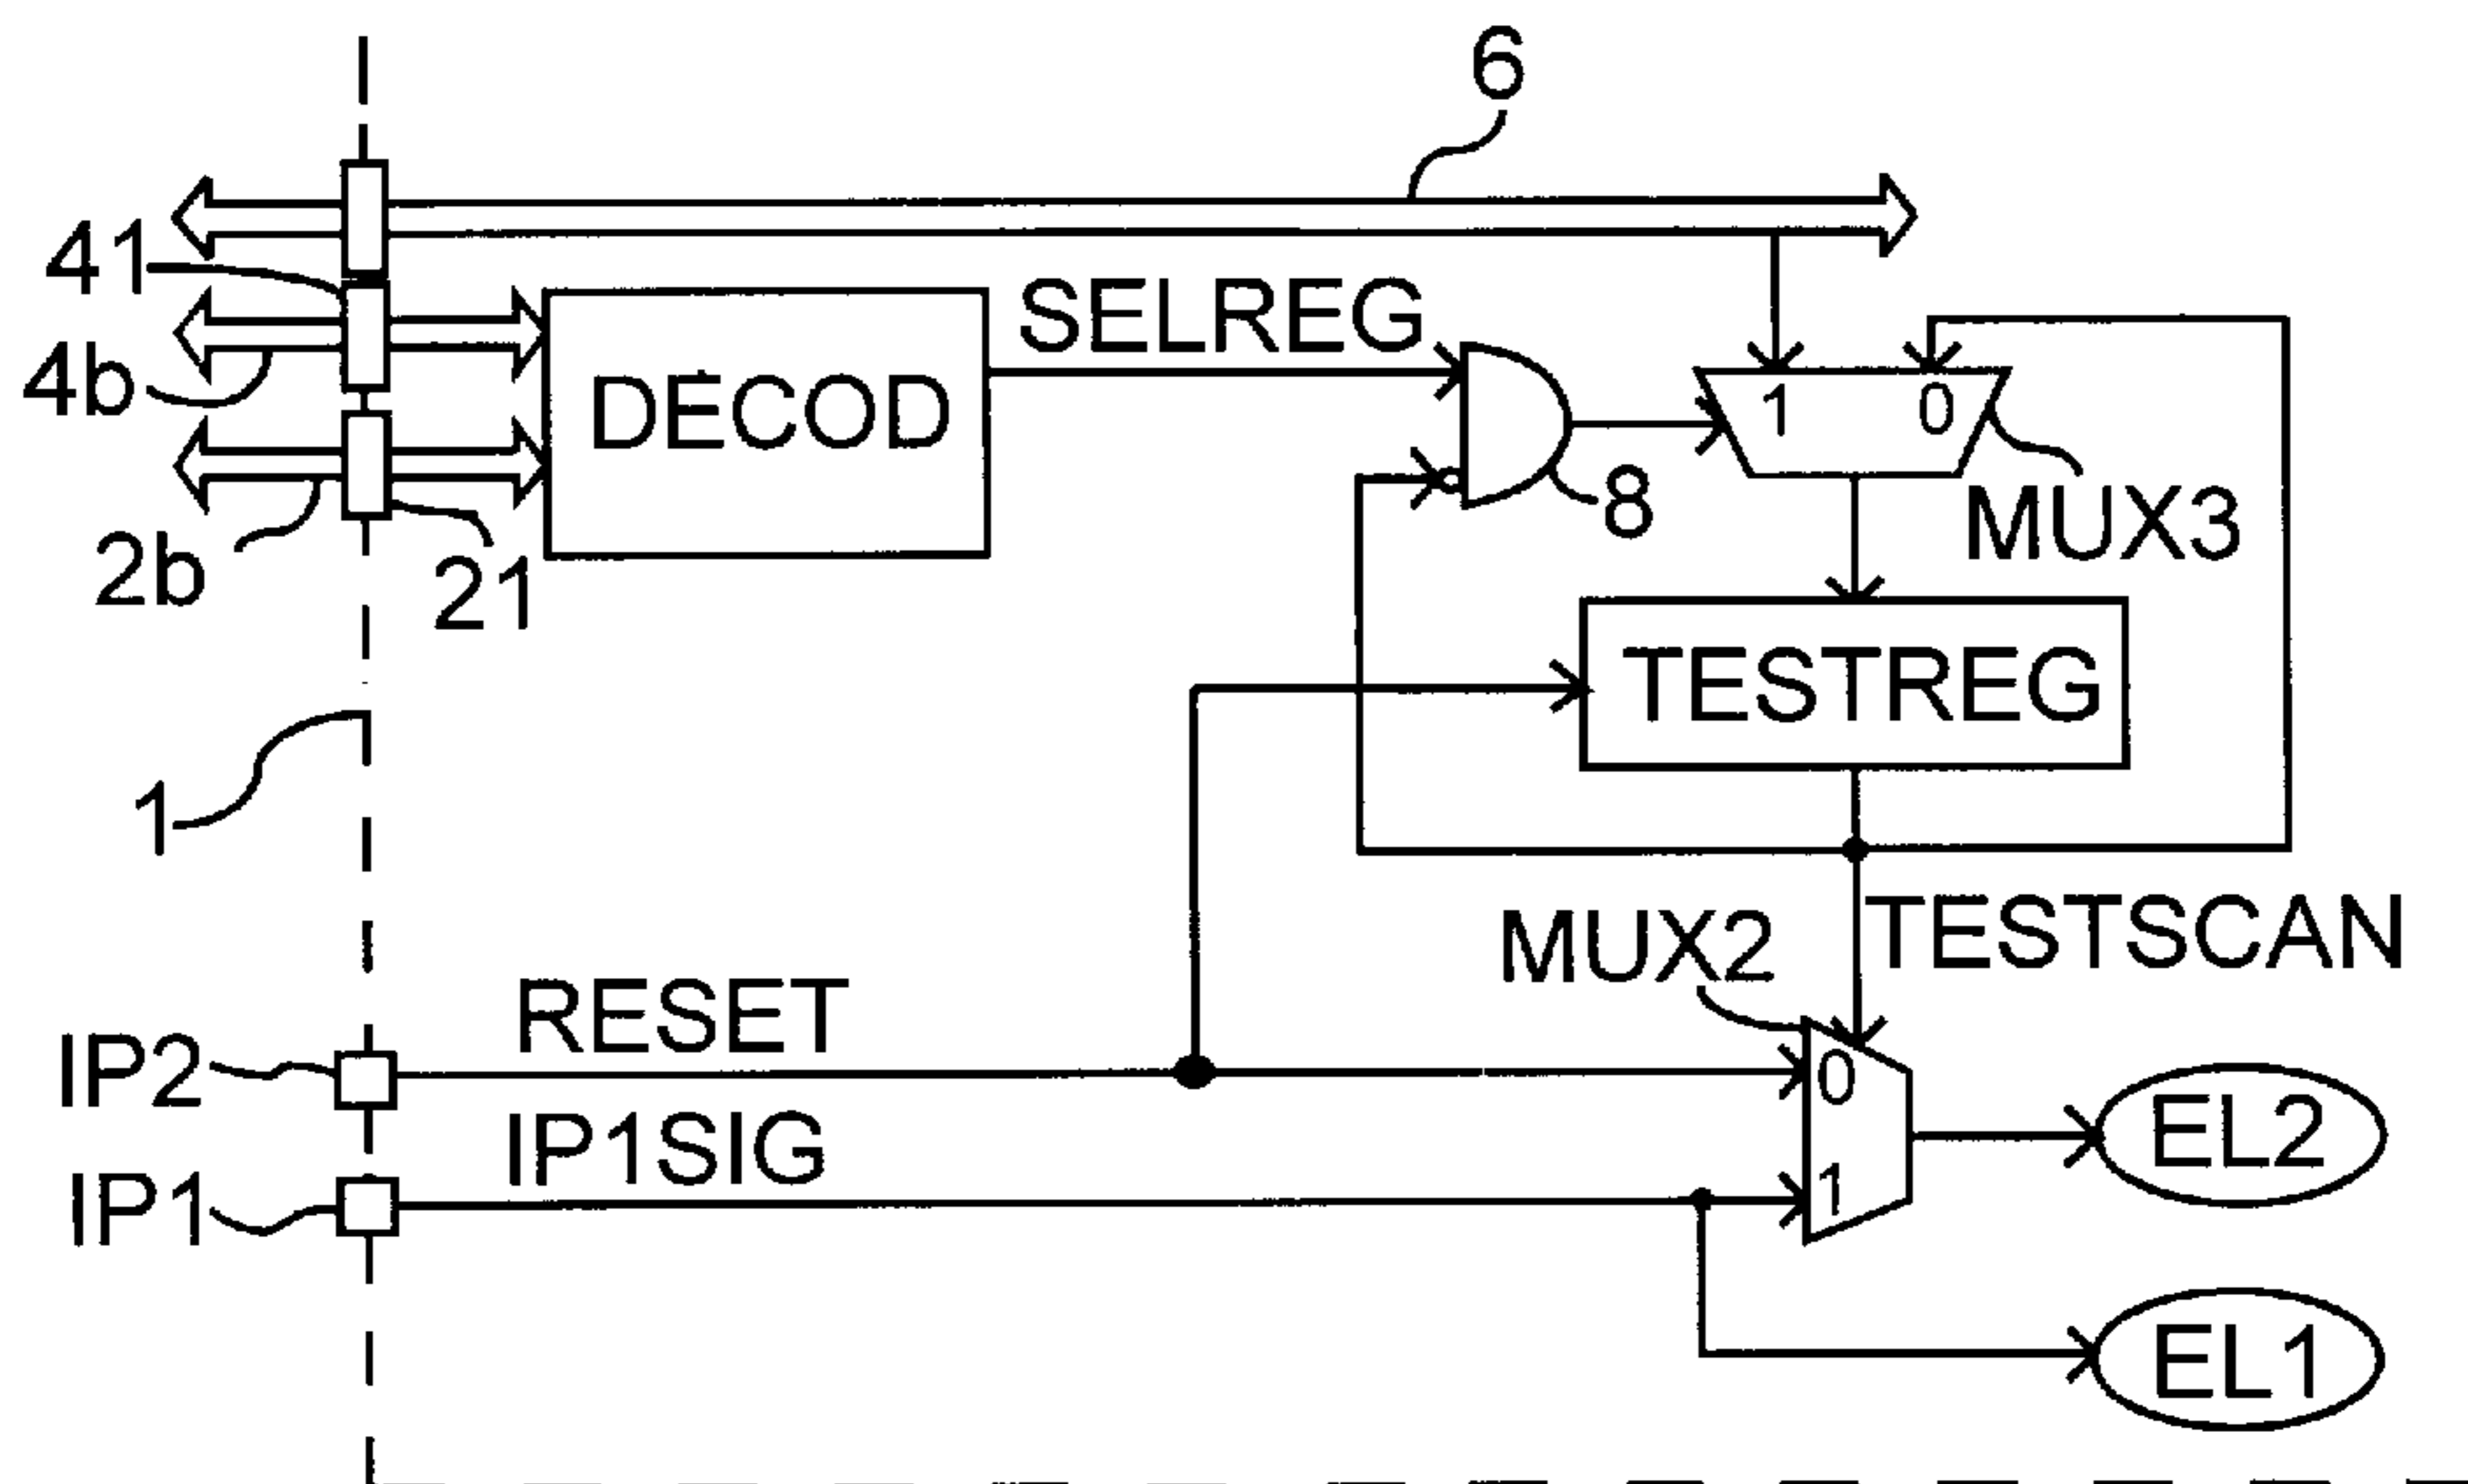 6
41
SELREG
4b
DECOD
1 0
8
MUX3
2b
21
TESTREG
1
MUX2
TESTSCAN
RESET
IP2
0
IP1SIG
EL2
IP1
1
EL1